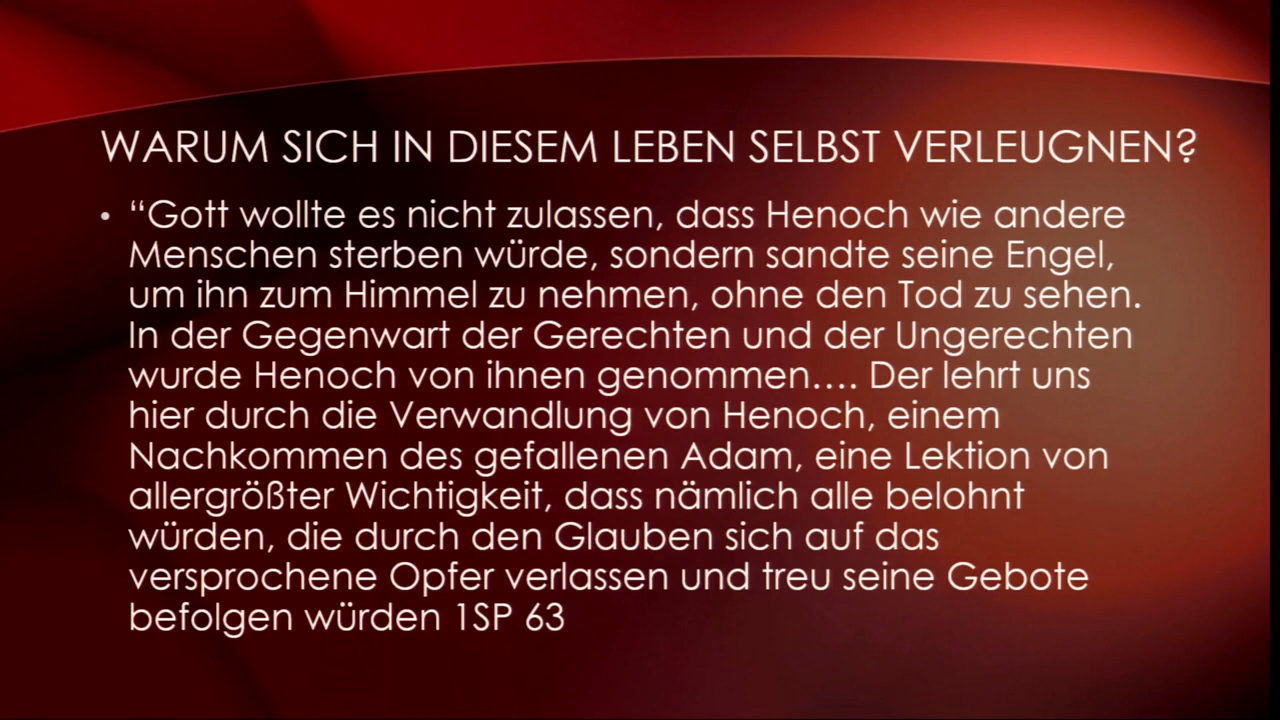 WARUM SICH IN DIESEM LEBEN SELBST VERLEUGNEN?
• “Gott wollte es nicht zulassen, dass Henoch wie andere
Menschen sterben würde, sondern sandte seine Engel,
um ihn zum Himmel zu nehmen, ohne den Tod zu sehen.
In der Gegenwart der Gerechten und der Ungerechten
wurde Henoch von ihnen genommen…. Der lehrt uns
hier durch die Verwandlung von Henoch, einem
Nachkommen des gefallenen Adam, eine Lektion von
allergrößter Wichtigkeit, dass nämlich alle belohnt
würden, die durch den Glauben sich auf das
versprochene Opfer verlassen und treu seine Gebote
befolgen würden 1SP 63